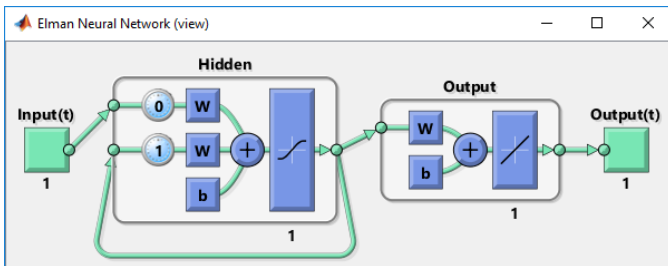 Elman Neural Network (view)
Hidden
Output
Input(t)
Output(t)
0
W
1
W
W
+
+
b
b
1
1
1
1